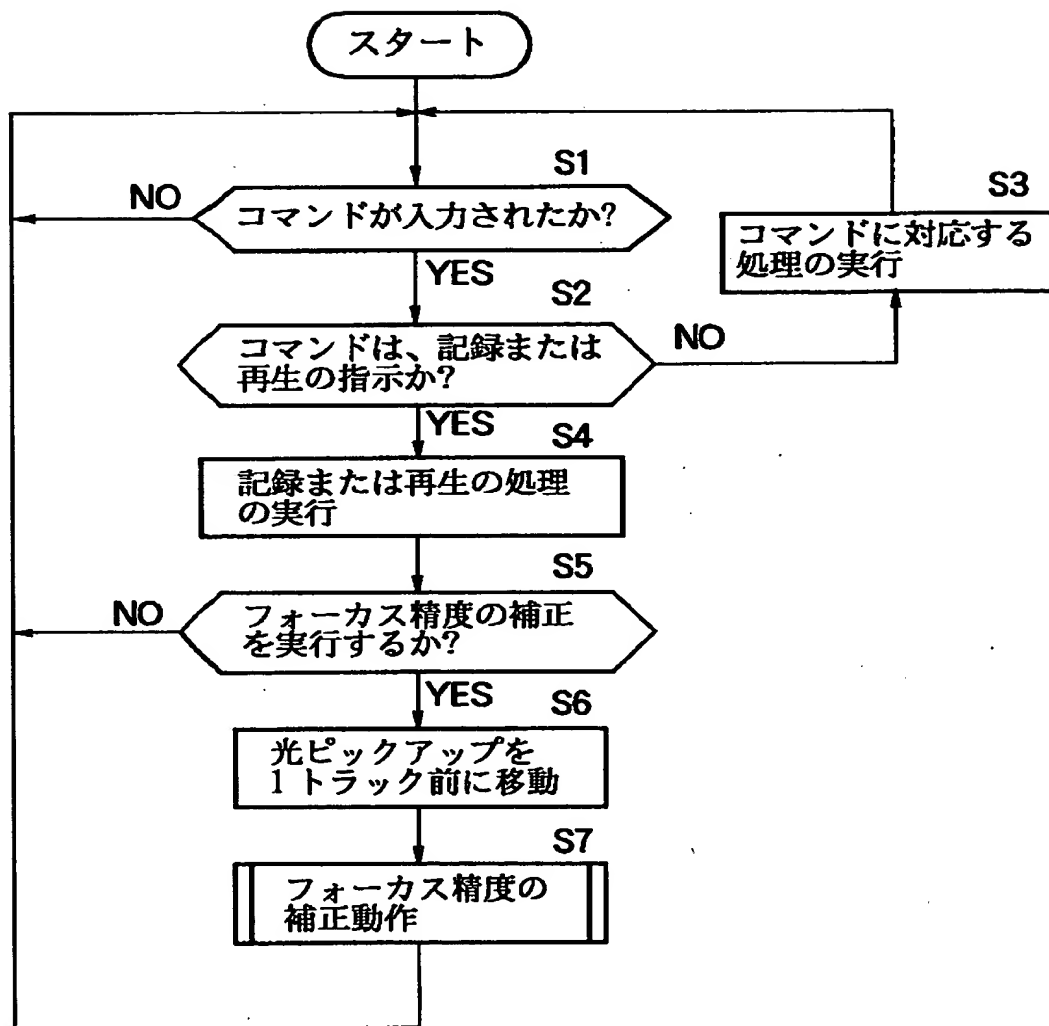 スタート
S1
NO
コマンドが入力されたか?
YES
S3
コマンドに対応する
処理の実行
S2
コマンドは、記録または
再生の指示か?
NO
YES
S4
記録または再生の処理
の実行
S5
NO
フォーカス精度の補正
を実行するか?
YES
S6
光ピックアップを
1トラック前に移動
S7
フォーカス精度の
補正動作